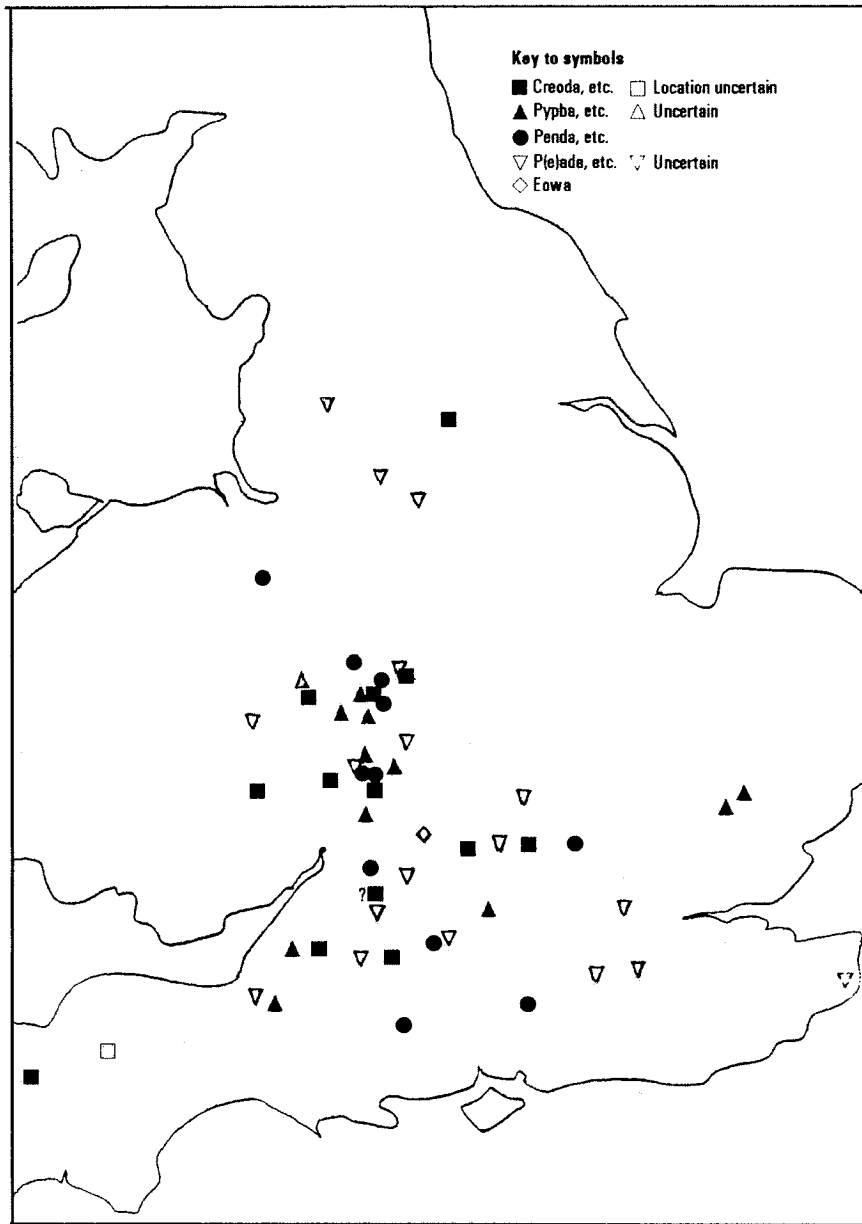 Key to symbols
Creoda, etc. Location uncertain
Pypba, etc. Uncertain
Penda, etc.
P(e)ada, etc. Uncertain
Eowa
?